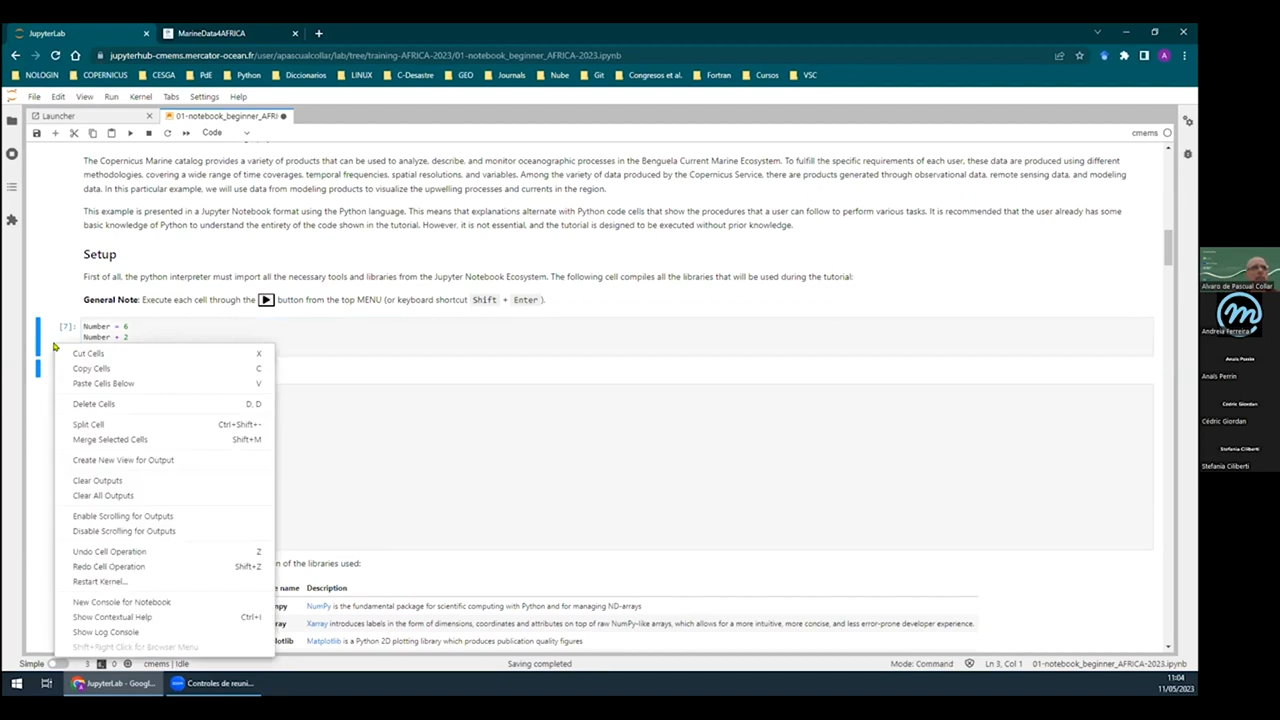 JupyterLab
MarineData4AFRICA
jupyterhub-cmems.mercator-ocean.fr/user/apascualcollar/lab/tree/training-AFRICA-2023/01-notebook_beginner_AFRICA-2023.ipynb
NOLOGIN COPERNICUS CESGA PdE Python Diccionarios LINUX C-Desastre GEO Journals Nube Git Congresos et al. Fortran Cursos VSC
File Edit View Run Kernel Tabs Settings Help
Launcher
01-notebook_beginner_AFRI
Code
cmems
The Copernicus Marine catalog provides a variety of products that can be used to analyze, describe, and monitor oceanographic processes in the Benguela Current Marine Ecosystem. To fulfill the specific requirements of each user, these data are produced using different
methodologies, covering a wide range of time coverages, temporal frequencies, spatial resolutions, and variables. Among the variety of data produced by the Copernicus Service, there are products generated through observational data, remote sensing data, and modeling
data. In this particular example, we will use data from modeling products to visualize the upwelling processes and currents in the region.
This example is presented in a Jupyter Notebook format using the Python language. This means that explanations alternate with Python code cells that show the procedures that a user can follow to perform various tasks. It is recommended that the user already has some
basic knowledge of Python to understand the entirety of the code shown in the tutorial. However, it is not essential, and the tutorial is designed to be executed without prior knowledge.
Setup
First of all, the python interpreter must import all the necessary tools and libraries from the Jupyter Notebook Ecosystem. The following cell compiles all the libraries that will be used during the tutorial:
General Note: Execute each cell through the button from the top MENU (or keyboard shortcut Shift + Enter ).
[7]: Number = 6
Number + 2
Cut Cells X
Copy Cells C
Paste Cells Below V
Delete Cells D, D
Split Cell Ctrl+Shift+-
Merge Selected Cells Shift+M
Create New View for Output
Clear Outputs
Clear All Outputs
Enable Scrolling for Outputs
Disable Scrolling for Outputs
Undo Cell Operation Z
Redo Cell Operation Shift+Z
Restart Kernel...
New Console for Notebook
Show Contextual Help Ctrl+I
Show Log Console
Shift+Right Click for Browser Menu
n of the libraries used:
e name Description
py NumPy is the fundamental package for scientific computing with Python and for managing ND-arrays
ray Xarray introduces labels in the form of dimensions, coordinates and attributes on top of raw NumPy-like arrays, which allows for a more intuitive, more concise, and less error-prone developer experience.
otlib Matplotlib is a Python 2D plotting library which produces publication quality figures
Simple 3 0 cmems | Idle Saving completed Mode: Command Ln 3, Col 1 01-notebook_beginner_AFRICA-2023.ipynb
JupyterLab - Googl...
Controles de reuni...
11:04
11/05/2023
Alvaro de Pascual Collar
Andreia Ferreira
Anaïs Perrin
Anaïs Perrin
Cédric Giordan
Cédric Giordan
Stefania Ciliberti
Stefania Ciliberti